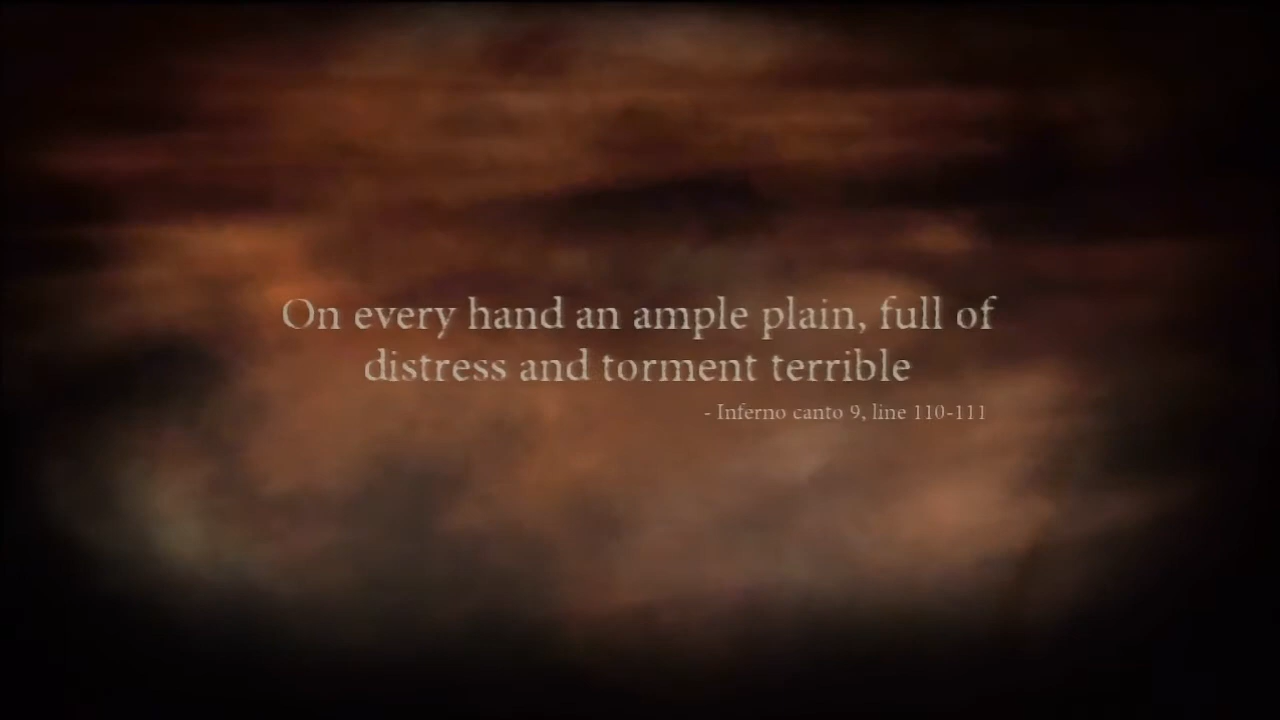 On every hand an ample plain, full of
distress and torment terrible
- Inferno canto 9, line 110-111